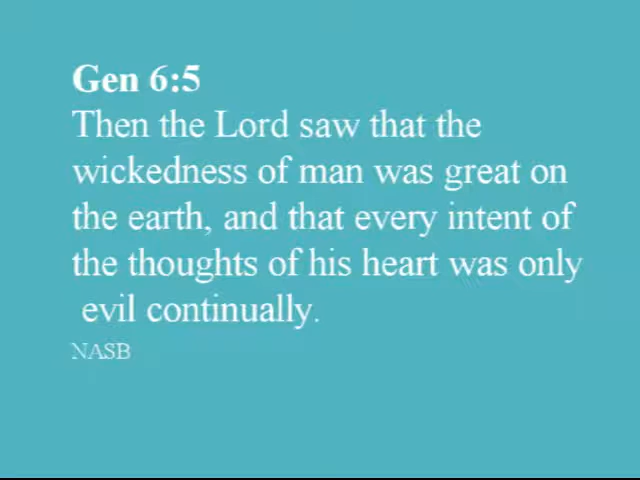 Gen 6:5
Then the Lord saw that the
wickedness of man was great on
the earth, and that every intent of
the thoughts of his heart was only
evil continually.
NASB